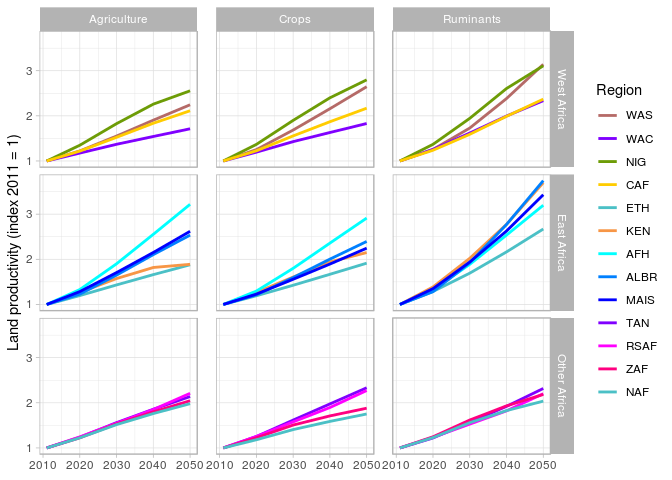 Agriculture Crops Ruminants
Land productivity (index 2011 = 1)
3
2
1
West Africa
3
2
1
East Africa
3
2
1
Other Africa
2010 2020 2030 2040 2050 2010 2020 2030 2040 2050 2010 2020 2030 2040 2050
Region
WAS
WAC
NIG
CAF
ETH
KEN
AFH
ALBR
MAIS
TAN
RSAF
ZAF
NAF